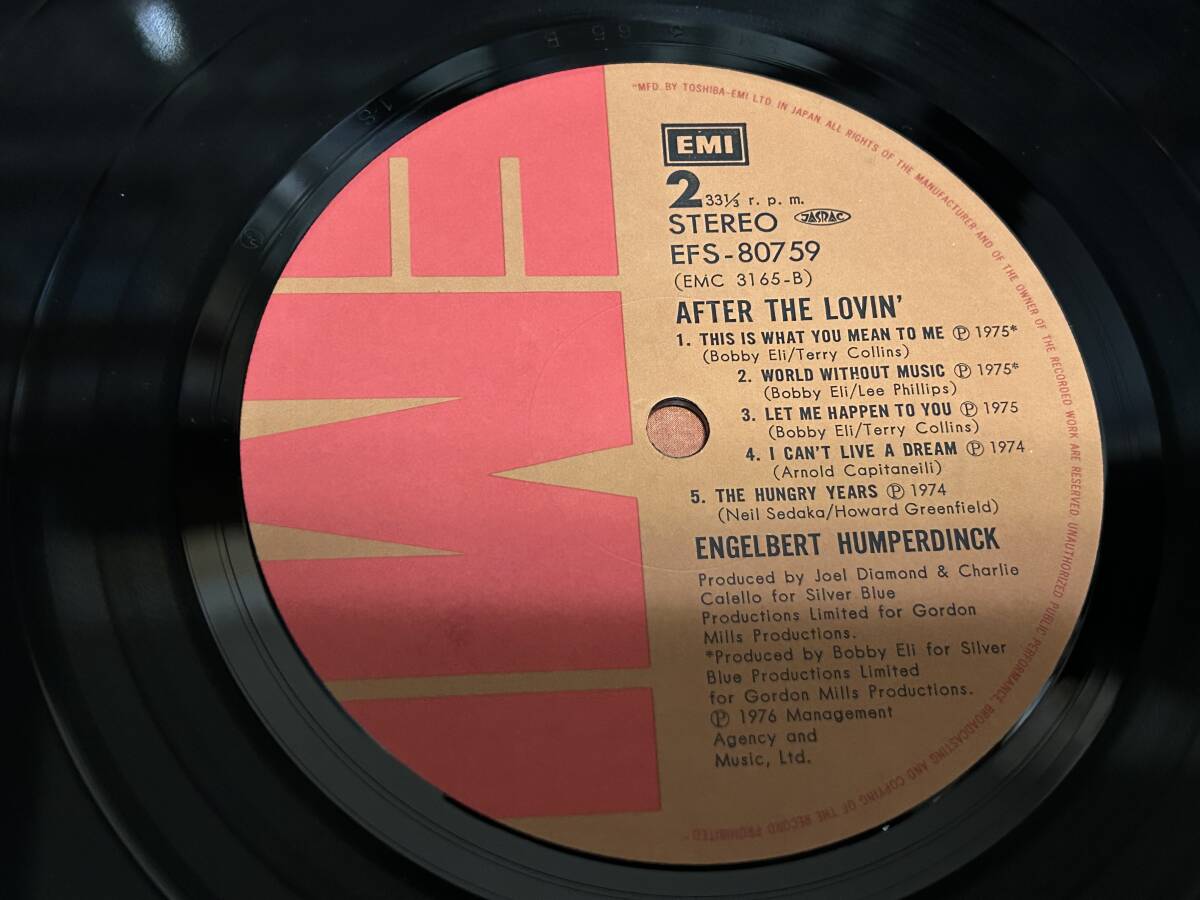 "MFD. BY TOSHIBA-EMI LTD. IN JAPAN. ALL RIGHTS OF THE MANUFACTURER AND OF THE OWNER OF THE RECORDED WORK ARE RESERVED. UNAUTHORIZED PUBLIC PERFORMANCE, BROADCASTING AND COPYING OF THE RECORD PROHIBITED"
EMI
EMI
2 33 1/3 r. p. m.
STEREO JASRAC
EFS-80759
(EMC 3165-B)
AFTER THE LOVIN'
1. THIS IS WHAT YOU MEAN TO ME Ⓟ 1975*
(Bobby Eli/Terry Collins)
2. WORLD WITHOUT MUSIC Ⓟ 1975*
(Bobby Eli/Lee Phillips)
3. LET ME HAPPEN TO YOU Ⓟ 1975
(Bobby Eli/Terry Collins)
4. I CAN'T LIVE A DREAM Ⓟ 1974
(Arnold Capitaneili)
5. THE HUNGRY YEARS Ⓟ 1974
(Neil Sedaka/Howard Greenfield)
ENGELBERT HUMPERDINCK
Produced by Joel Diamond & Charlie
Calello for Silver Blue
Productions Limited for Gordon
Mills Productions.
*Produced by Bobby Eli for Silver
Blue Productions Limited
for Gordon Mills Productions.
Ⓟ 1976 Management
Agency and
Music, Ltd.